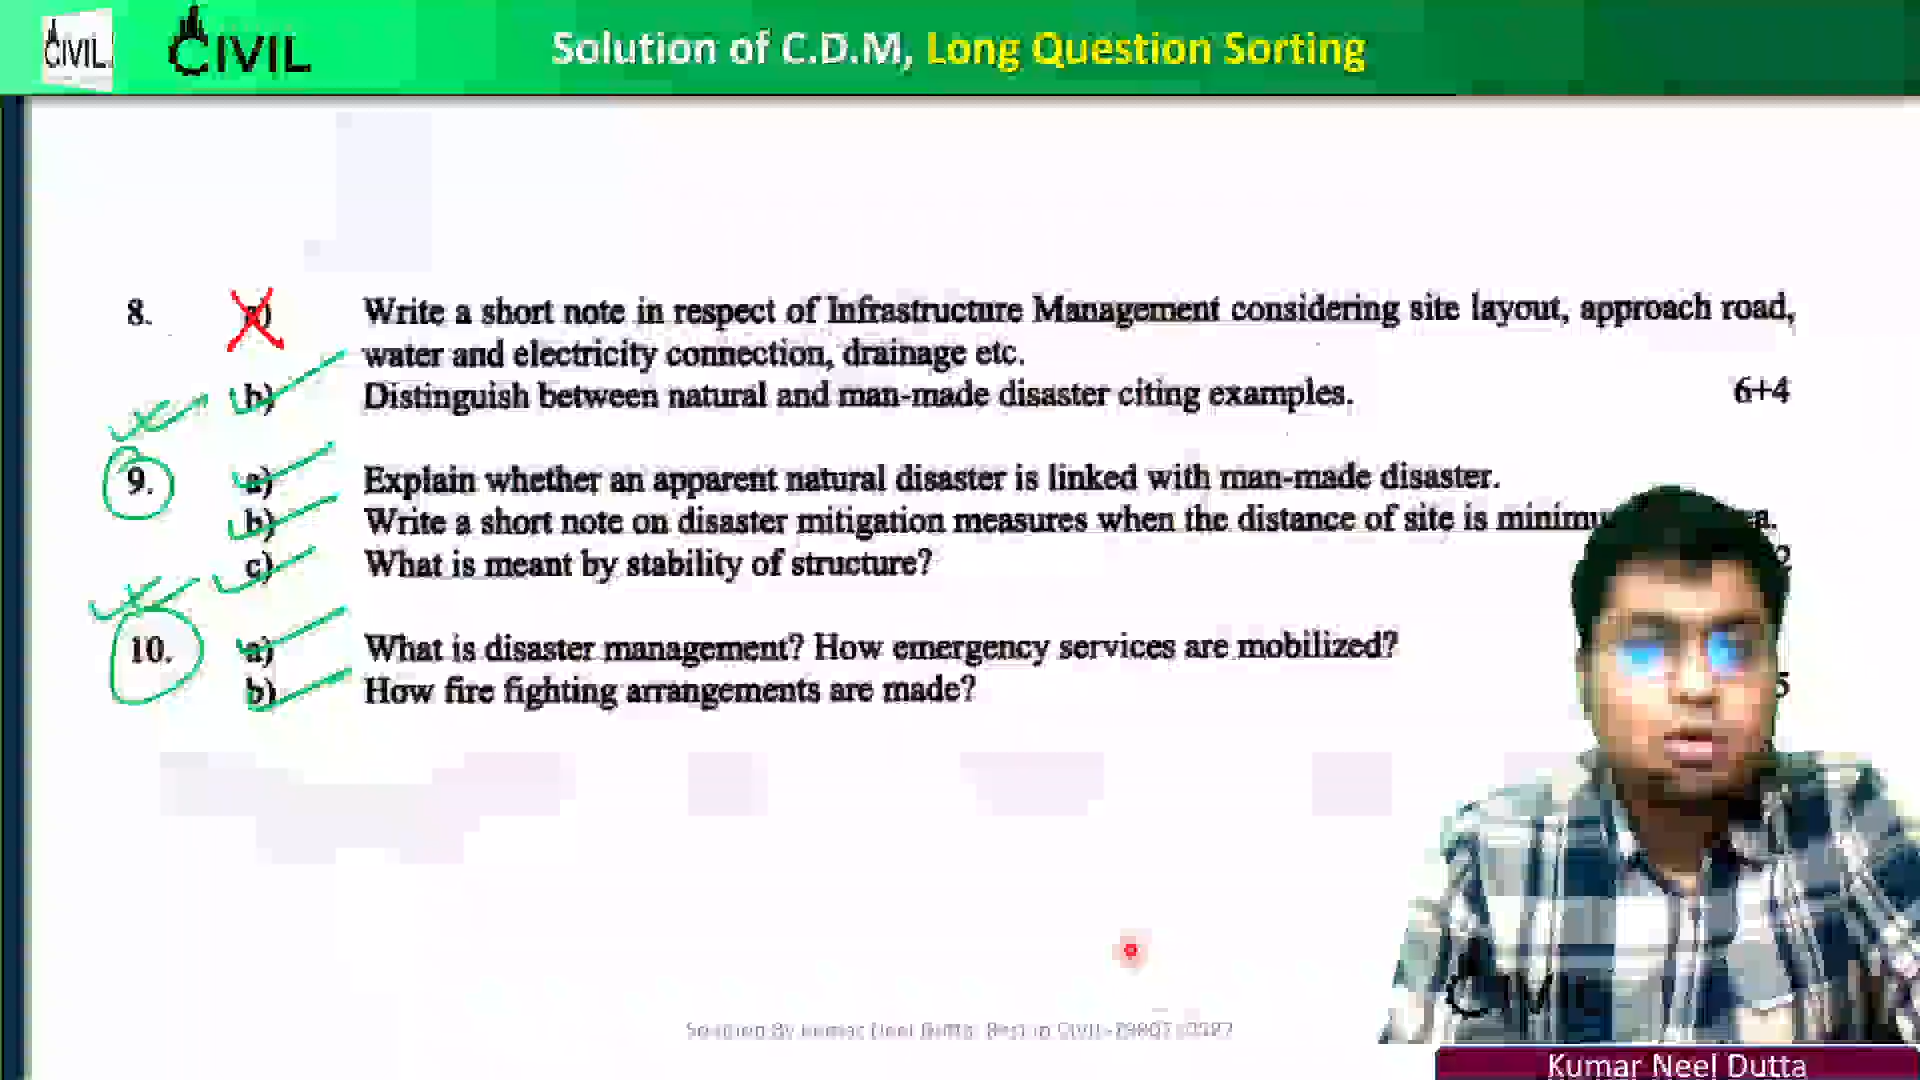 CIVIL
CIVIL
Solution of C.D.M, Long Question Sorting
8. a) Write a short note in respect of Infrastructure Management considering site layout, approach road,
water and electricity connection, drainage etc.
b) Distinguish between natural and man-made disaster citing examples. 6+4
9. a) Explain whether an apparent natural disaster is linked with man-made disaster.
b) Write a short note on disaster mitigation measures when the distance of site is
c) What is meant by stability of structure? 2
10. a) What is disaster management? How emergency services are mobilized?
b) How fire fighting arrangements are made? 5
CIVIL
Kumar Neel Dutta